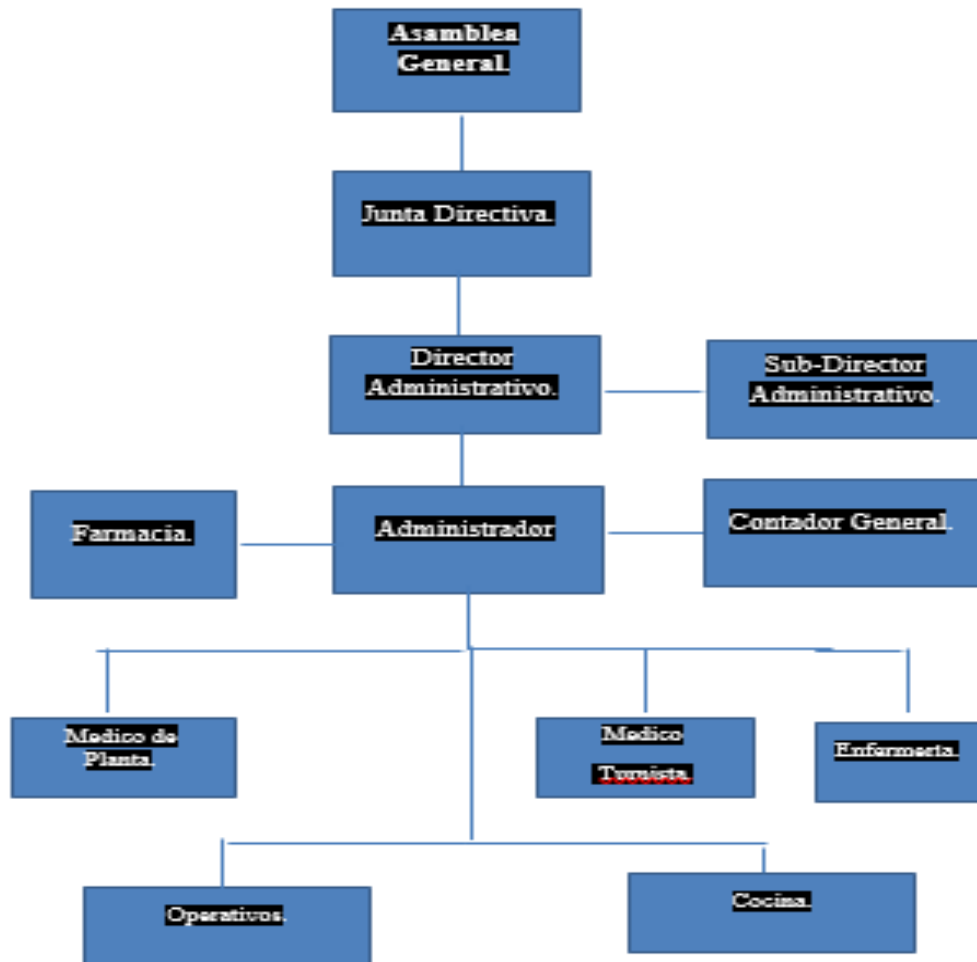 Asamblea
General.
Junta Directiva.
Director
Administrativo.
Sub-Director
Administrativo.
Farmacia.
Administrador
Contador General.
Medico de
Planta.
Medico
Turnista.
Enfermeria.
Operativos.
Cocina.